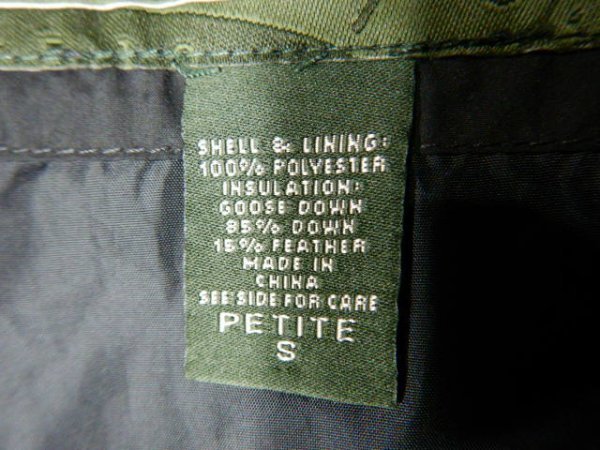 SHELL & LINING:
100% POLYESTER
INSULATION:
GOOSE DOWN
85% DOWN
15% FEATHER
MADE IN
CHINA
SEE SIDE FOR CARE
PETITE
S